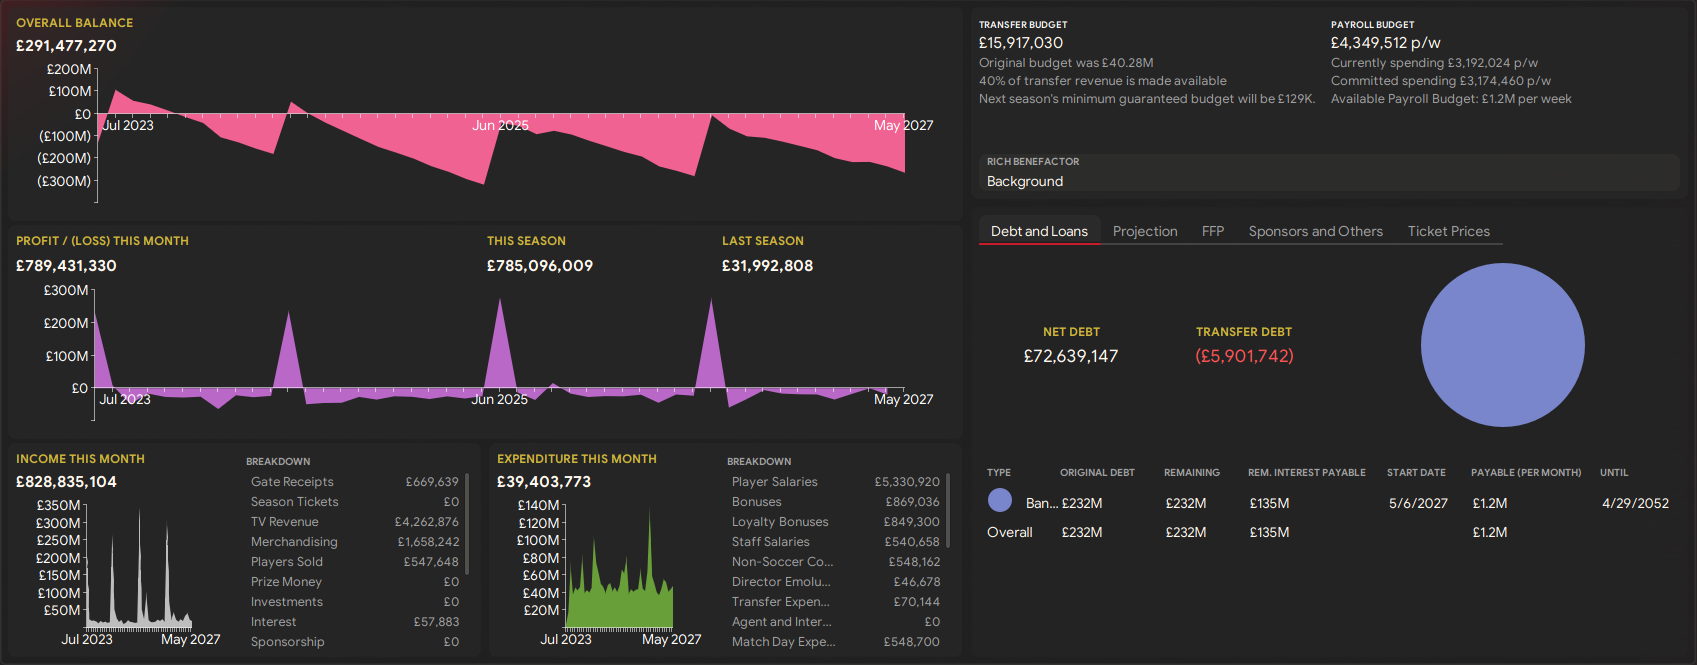 OVERALL BALANCE
£291,477,270
£200M
£100M
£0
(£100M)
(£200M)
(£300M)
Jul 2023
Jun 2025
May 2027
PROFIT / (LOSS) THIS MONTH
£789,431,330
THIS SEASON
£785,096,009
LAST SEASON
£31,992,808
£300M
£200M
£100M
£0
Jul 2023
Jun 2025
May 2027
INCOME THIS MONTH
£828,835,104
£350M
£300M
£250M
£200M
£150M
£100M
£50M
Jul 2023
May 2027
BREAKDOWN
Gate Receipts £669,639
Season Tickets £0
TV Revenue £4,262,876
Merchandising £1,658,242
Players Sold £547,648
Prize Money £0
Investments £0
Interest £57,883
Sponsorship £0
EXPENDITURE THIS MONTH
£39,403,773
£140M
£120M
£100M
£80M
£60M
£40M
£20M
Jul 2023
May 2027
BREAKDOWN
Player Salaries £5,330,920
Bonuses £869,036
Loyalty Bonuses £849,300
Staff Salaries £540,658
Non-Soccer Co... £548,162
Director Emolu... £46,678
Transfer Expen... £70,144
Agent and Inter... £0
Match Day Expe... £548,700
TRANSFER BUDGET
£15,917,030
Original budget was £40.28M
40% of transfer revenue is made available
Next season's minimum guaranteed budget will be £129K.
PAYROLL BUDGET
£4,349,512 p/w
Currently spending £3,192,024 p/w
Committed spending £3,174,460 p/w
Available Payroll Budget: £1.2M per week
RICH BENEFACTOR
Background
Debt and Loans Projection FFP Sponsors and Others Ticket Prices
NET DEBT
£72,639,147
TRANSFER DEBT
(£5,901,742)
TYPE ORIGINAL DEBT REMAINING REM. INTEREST PAYABLE START DATE PAYABLE (PER MONTH) UNTIL
Ban... £232M £232M £135M 5/6/2027 £1.2M 4/29/2052
Overall £232M £232M £135M £1.2M